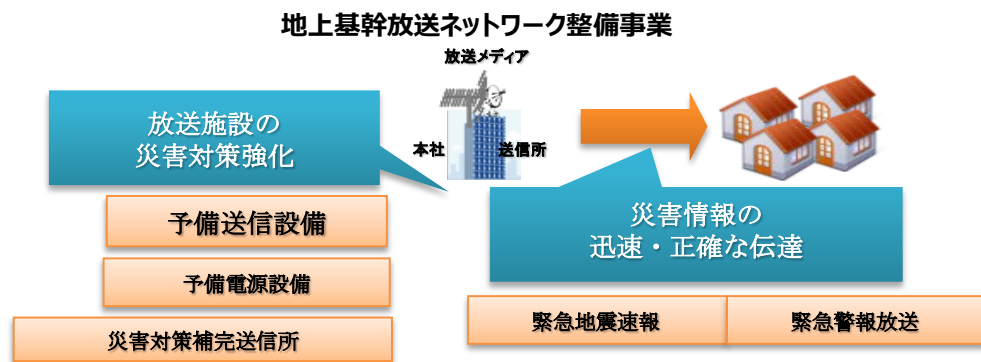 地上基幹放送ネットワーク整備事業
放送メディア
放送施設の
災害対策強化
本社
送信所
予備送信設備
予備電源設備
災害対策補完送信所
災害情報の
迅速・正確な伝達
緊急地震速報
緊急警報放送